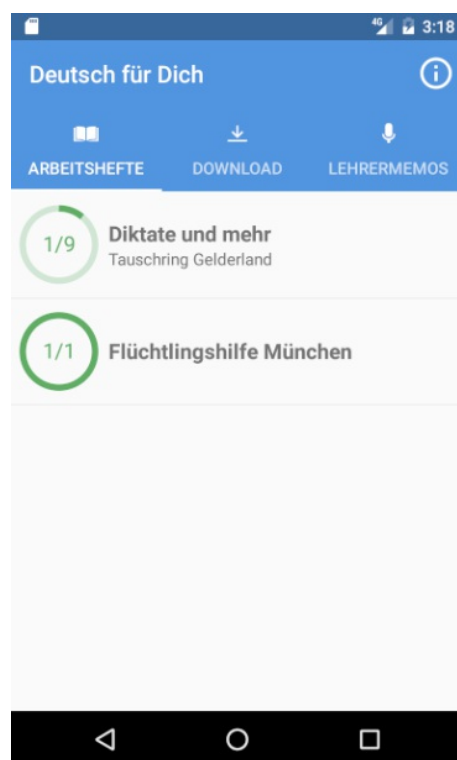 4G 3:18
Deutsch für Dich
ARBEITSHEFTE DOWNLOAD LEHRERMEMOS
1/9 Diktate und mehr
Tauschring Gelderland
1/1 Flüchtlingshilfe München